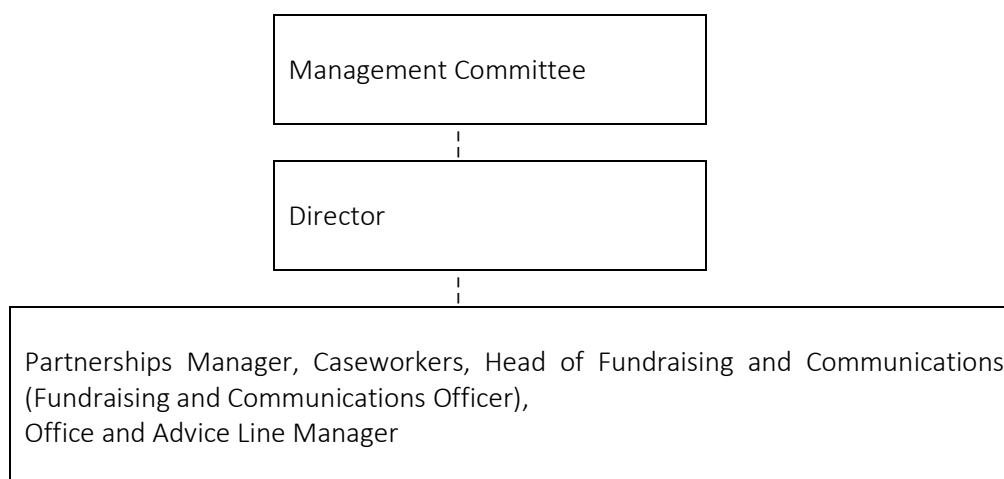 Management Committee
Director
Partnerships Manager, Caseworkers, Head of Fundraising and Communications
(Fundraising and Communications Officer),
Office and Advice Line Manager